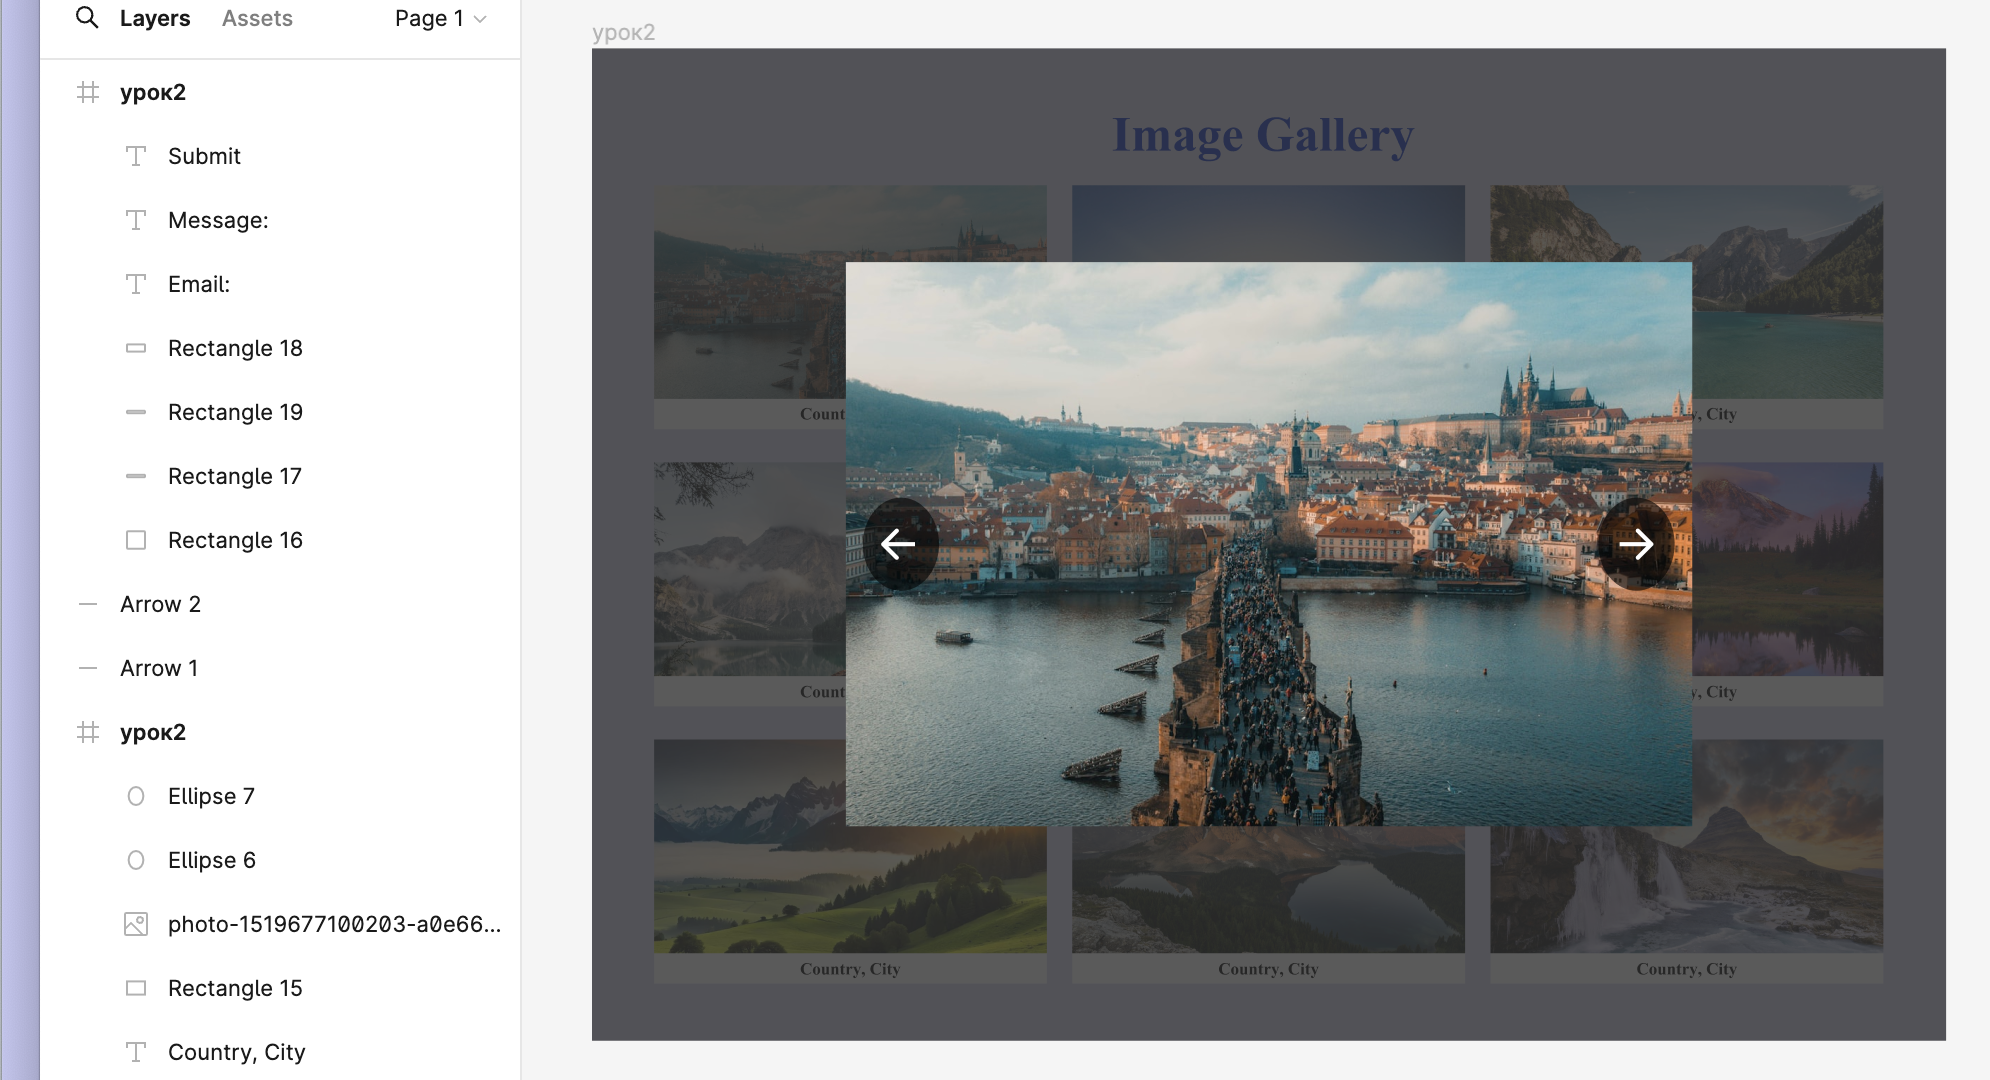 Layers Assets Page 1
урок2
Submit
Message:
Email:
Rectangle 18
Rectangle 19
Rectangle 17
Rectangle 16
Arrow 2
Arrow 1
урок2
Ellipse 7
Ellipse 6
photo-1519677100203-a0e66...
Rectangle 15
Country, City
урок2
Image Gallery
Count
y, City
Count
y, City
Country, City
Country, City
Country, City